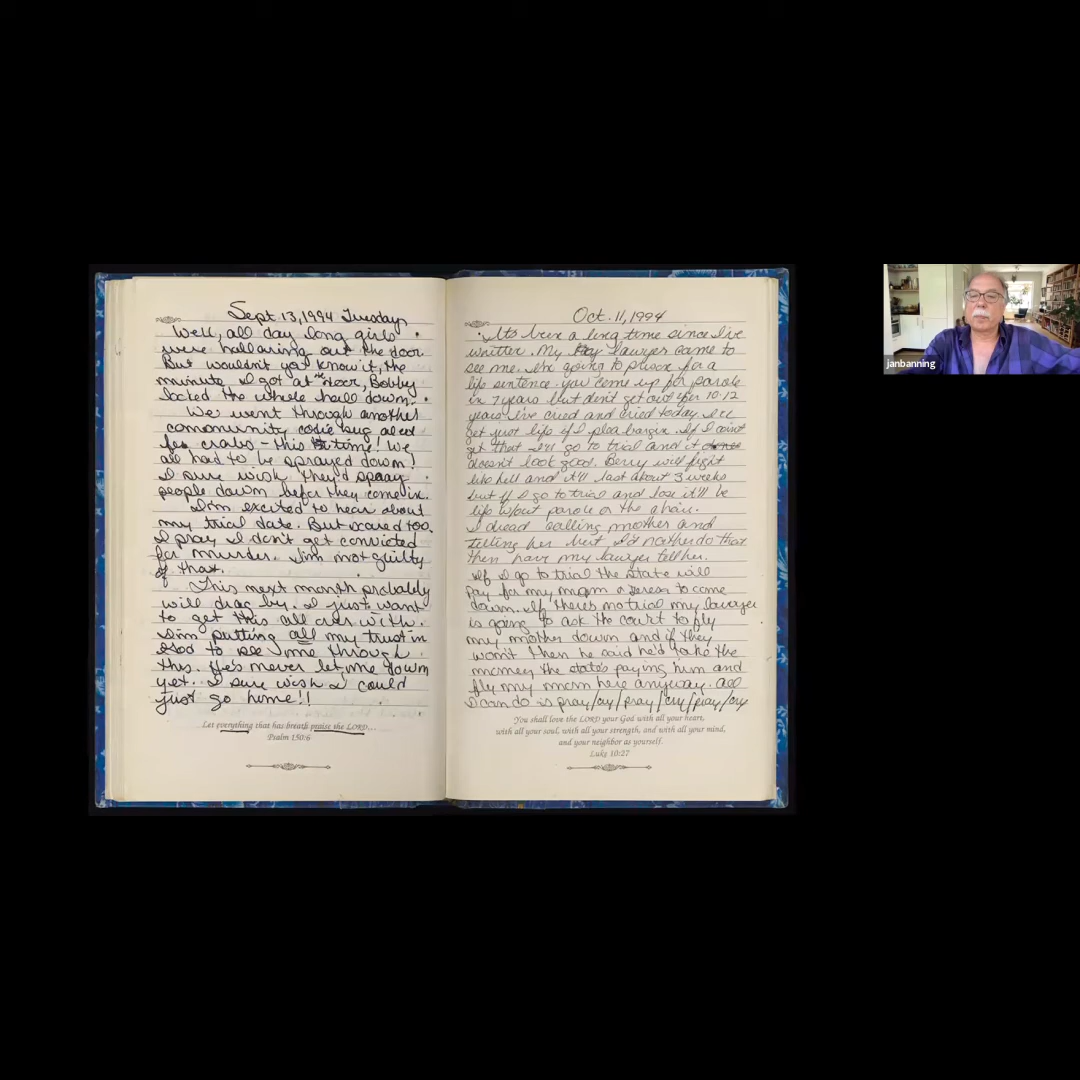 Sept. 13, 1994 Tuesday
Well, all day long girls
were hallaring out the door.
But wouldn't you know it, the
minute I got at the door, Bobby
locked the whole hall down.
We went through another
community bug
for crabs - this time! We
all had to be sprayed down!
I sure wish they'd spray
people down before they come in.
I'm excited to hear about
my trial date. But scared too.
I pray I don't get convicted
for murder. I'm not guilty
of that.
This next month probably
will drag by. I just want
to get this all over with.
I'm putting all my trust in
God to see me through
this. He's never let me down
yet. I sure wish I could
just go home!!
Let everything that has breath praise the LORD...
Psalm 150:6
Oct. 11, 1994
Its been a long time since I've
written. My lawyer came to
see me. I'm going to prison for a
life sentence. you come up for parole
in 7 years but don't get out for 10-12
years. I've cried and cried today. I'll
get just life if I plea bargin. If I
get that I'll go to trial and it
doesn't look good. Berry will fight
like hell and it'll last about 3 weeks
but if I go to trial and lose it'll be
life w/out parole or the chair.
I dread calling mother and
telling her but I'd rather do that
then have my lawyer tell her.
If I go to trial the state will
pay for my mom & to come
down. If theres no trial my lawyer
is going to ask the court to fly
my mother down and if they
won't then he said he'd take the
money the state's paying him and
fly my mom here anyway. All
I can do is pray/cry/pray/cry/pray/cry
You shall love the LORD your God with all your heart,
with all your soul, with all your strength, and with all your mind,
and your neighbor as yourself.
Luke 10:27
janbanning